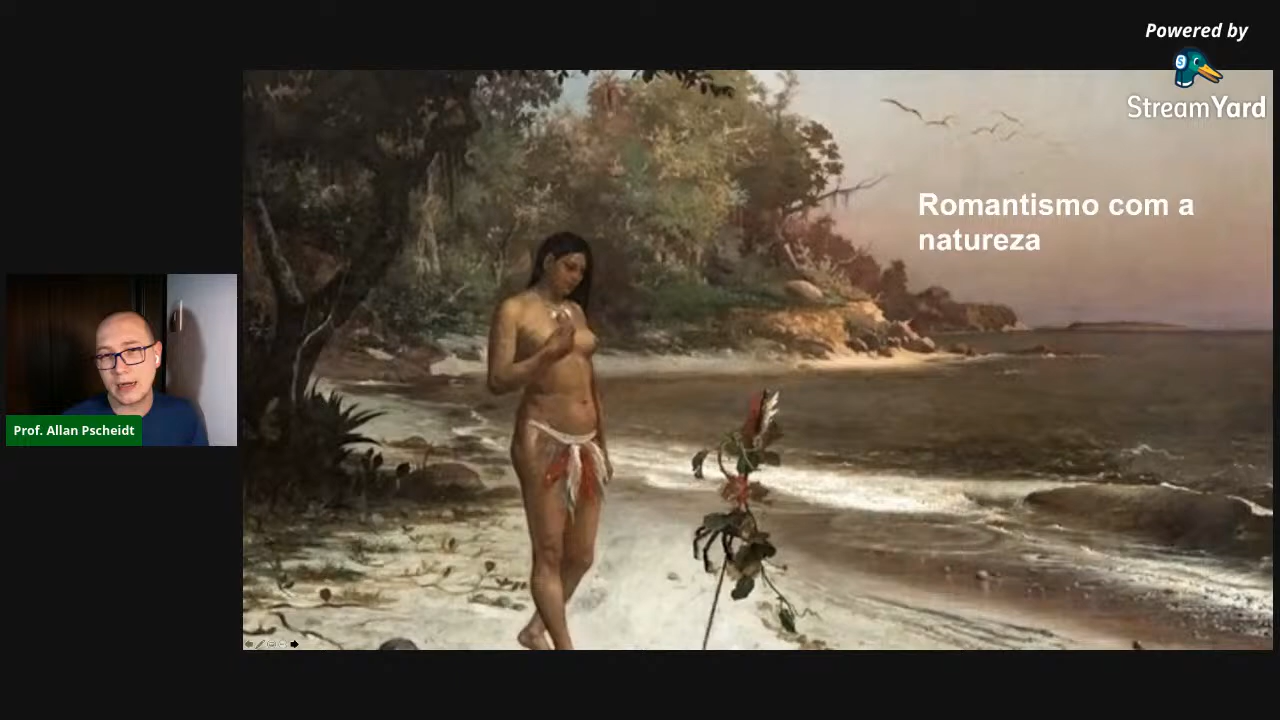 Powered by
StreamYard
Romantismo com a
natureza
Prof. Allan Pscheidt